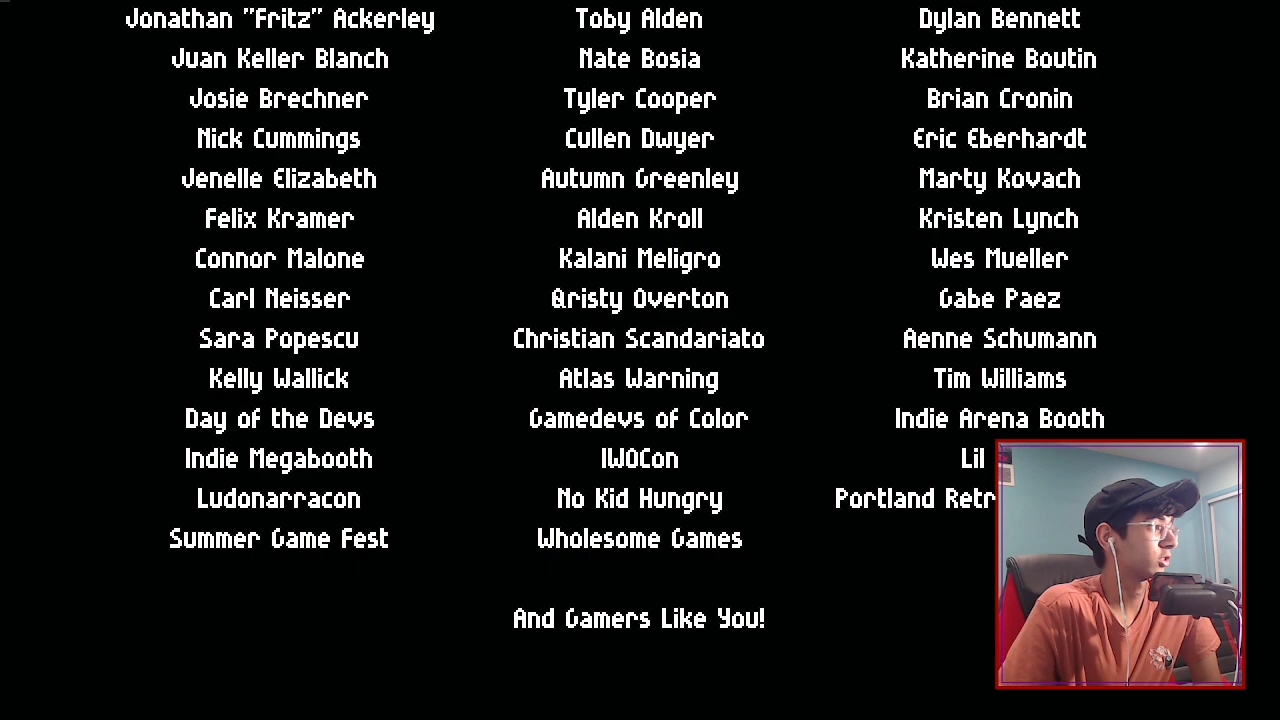 Jonathan "Fritz" Ackerley Toby Alden Dylan Bennett
Juan Keller Blanch Nate Bosia Katherine Boutin
Josie Brechner Tyler Cooper Brian Cronin
Nick Cummings Cullen Dwyer Eric Eberhardt
Jenelle Elizabeth Autumn Greenley Marty Kovach
Felix Kramer Alden Kroll Kristen Lynch
Connor Malone Kalani Meligro Wes Mueller
Carl Neisser Qristy Overton Gabe Paez
Sara Popescu Christian Scandariato Aenne Schumann
Kelly Wallick Atlas Warning Tim Williams
Day of the Devs Gamedevs of Color Indie Arena Booth
Indie Megabooth IWOCon Lil
Ludonarracon No Kid Hungry Portland
Summer Game Fest Wholesome Games
And Gamers Like You!